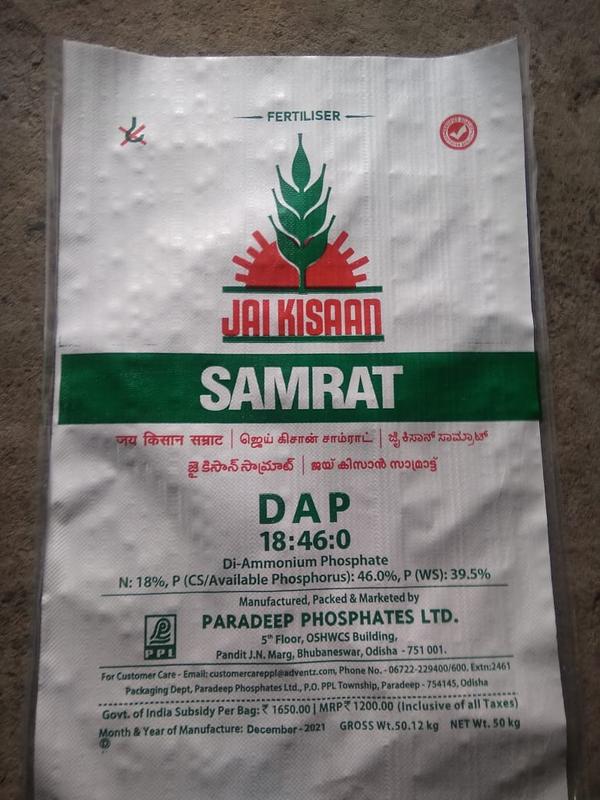 FERTILISER
JAI KISAAN
SAMRAT
जय किसान सम्राट | ஜெய் கிசான் சாம்ராட் | ಜೈ ಕಿಸಾನ್ ಸಾಮ್ರಾಟ್
జై కిసాన్ సామ్రాట్ | ജയ് കിസാൻ സാമ്രാട്ട്
DAP
18:46:0
Di-Ammonium Phosphate
N: 18%, P (CS/Available Phosphorus): 46.0%, P (WS): 39.5%
Manufactured, Packed & Marketed by
PARADEEP PHOSPHATES LTD.
PPL
5th Floor, OSHWCS Building,
Pandit J.N. Marg, Bhubaneswar, Odisha - 751 001.
For Customer Care - Email: customercareppl@adventz.com, Phone No. - 06722-229400/600. Extn:2461
Packaging Dept, Paradeep Phosphates Ltd., P.O. PPL Township, Paradeep - 754145, Odisha
Govt. of India Subsidy Per Bag: ₹ 1650.00 | MRP ₹ 1200.00 (Inclusive of all Taxes)
Month & Year of Manufacture: December - 2021 GROSS Wt. 50.12 kg NET Wt. 50 kg